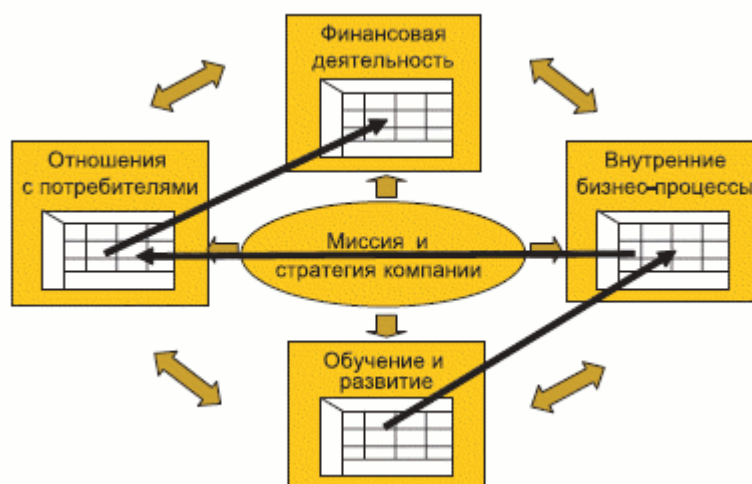 Финансовая
деятельность
Отношения
с потребителями
Внутренние
бизнес-процессы
Миссия и
стратегия компании
Обучение и
развитие